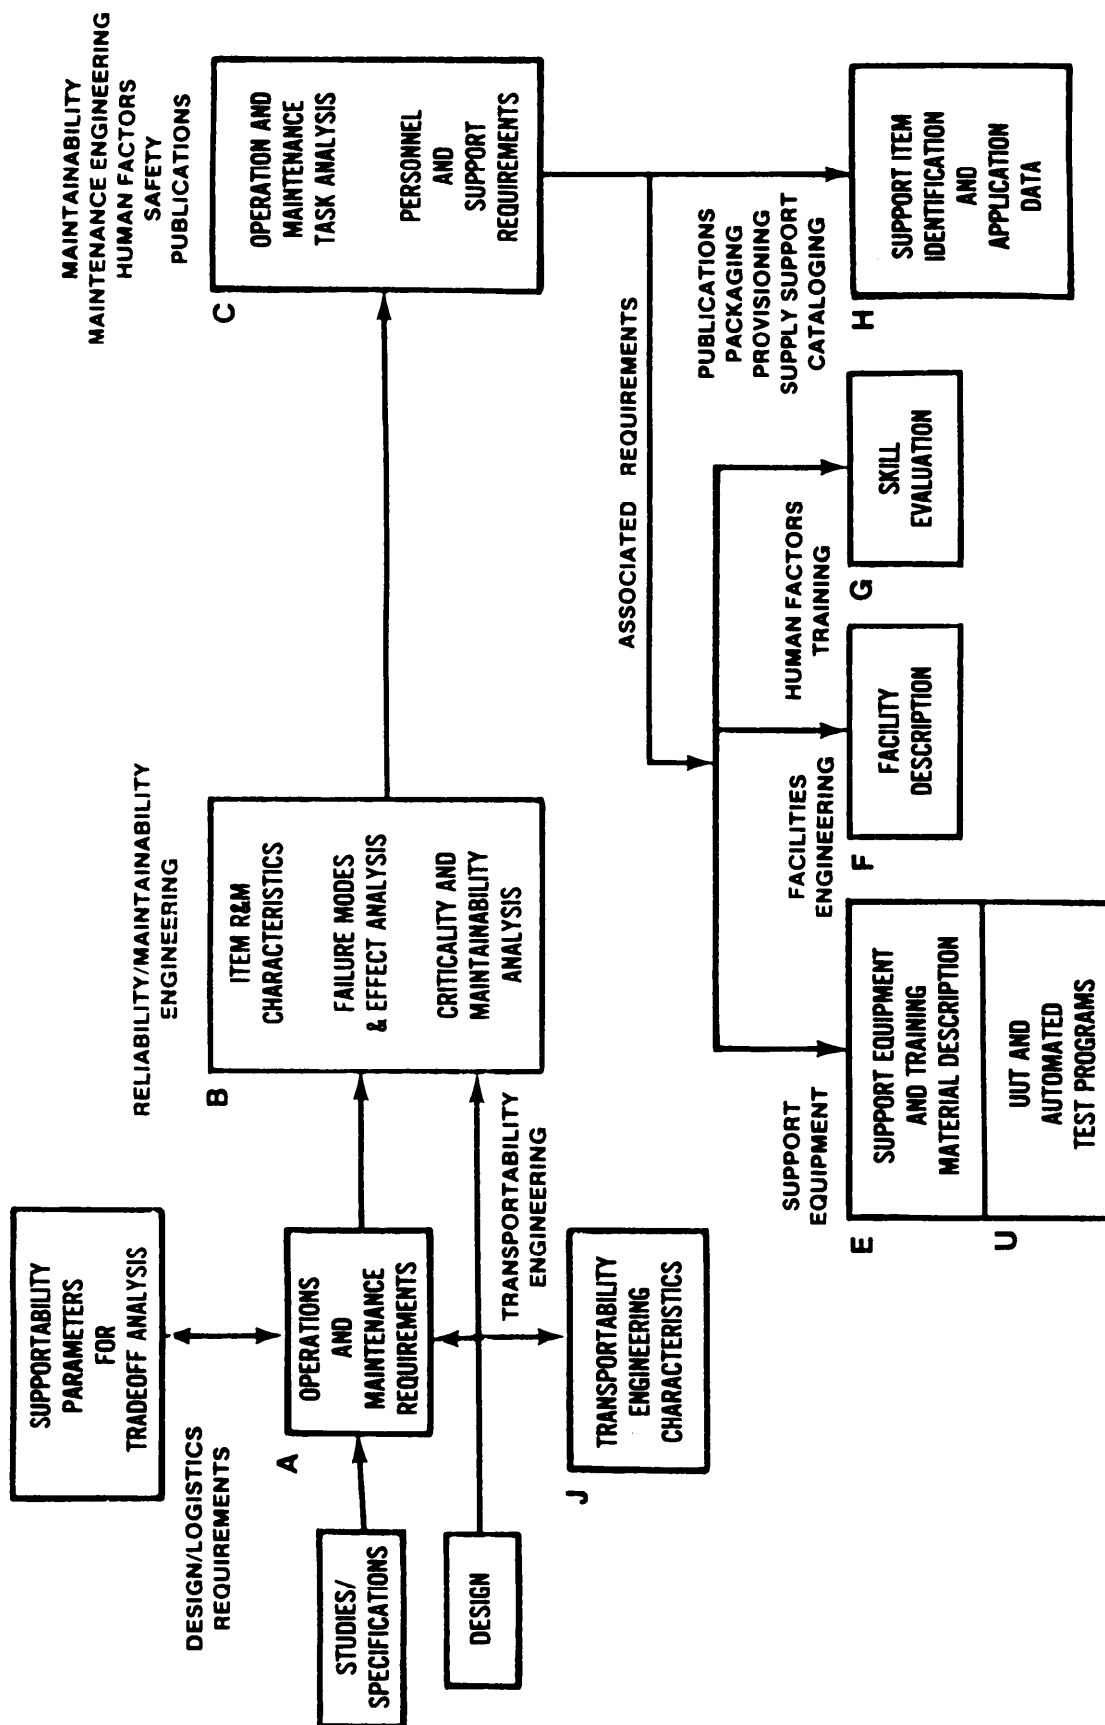 SUPPORTABILITY
PARAMETERS
FOR
TRADEOFF ANALYSIS
DESIGN/LOGISTICS
REQUIREMENTS
STUDIES/
SPECIFICATIONS
A
OPERATIONS
AND
MAINTENANCE
REQUIREMENTS
DESIGN
TRANSPORTABILITY
ENGINEERING
J
TRANSPORTABILITY
ENGINEERING
CHARACTERISTICS
RELIABILITY/MAINTAINABILITY
ENGINEERING
B
ITEM R&M
CHARACTERISTICS
FAILURE MODES
& EFFECT ANALYSIS
CRITICALITY AND
MAINTAINABILITY
ANALYSIS
MAINTAINABILITY
MAINTENANCE ENGINEERING
HUMAN FACTORS
SAFETY
PUBLICATIONS
C
OPERATION AND
MAINTENANCE
TASK ANALYSIS
PERSONNEL
AND
SUPPORT
REQUIREMENTS
ASSOCIATED REQUIREMENTS
SUPPORT
EQUIPMENT
E
SUPPORT EQUIPMENT
AND TRAINING
MATERIAL DESCRIPTION
U
UUT AND
AUTOMATED
TEST PROGRAMS
FACILITIES
ENGINEERING
F
FACILITY
DESCRIPTION
HUMAN FACTORS
TRAINING
G
SKILL
EVALUATION
PUBLICATIONS
PACKAGING
PROVISIONING
SUPPLY SUPPORT
CATALOGING
H
SUPPORT ITEM
IDENTIFICATION
AND
APPLICATION
DATA